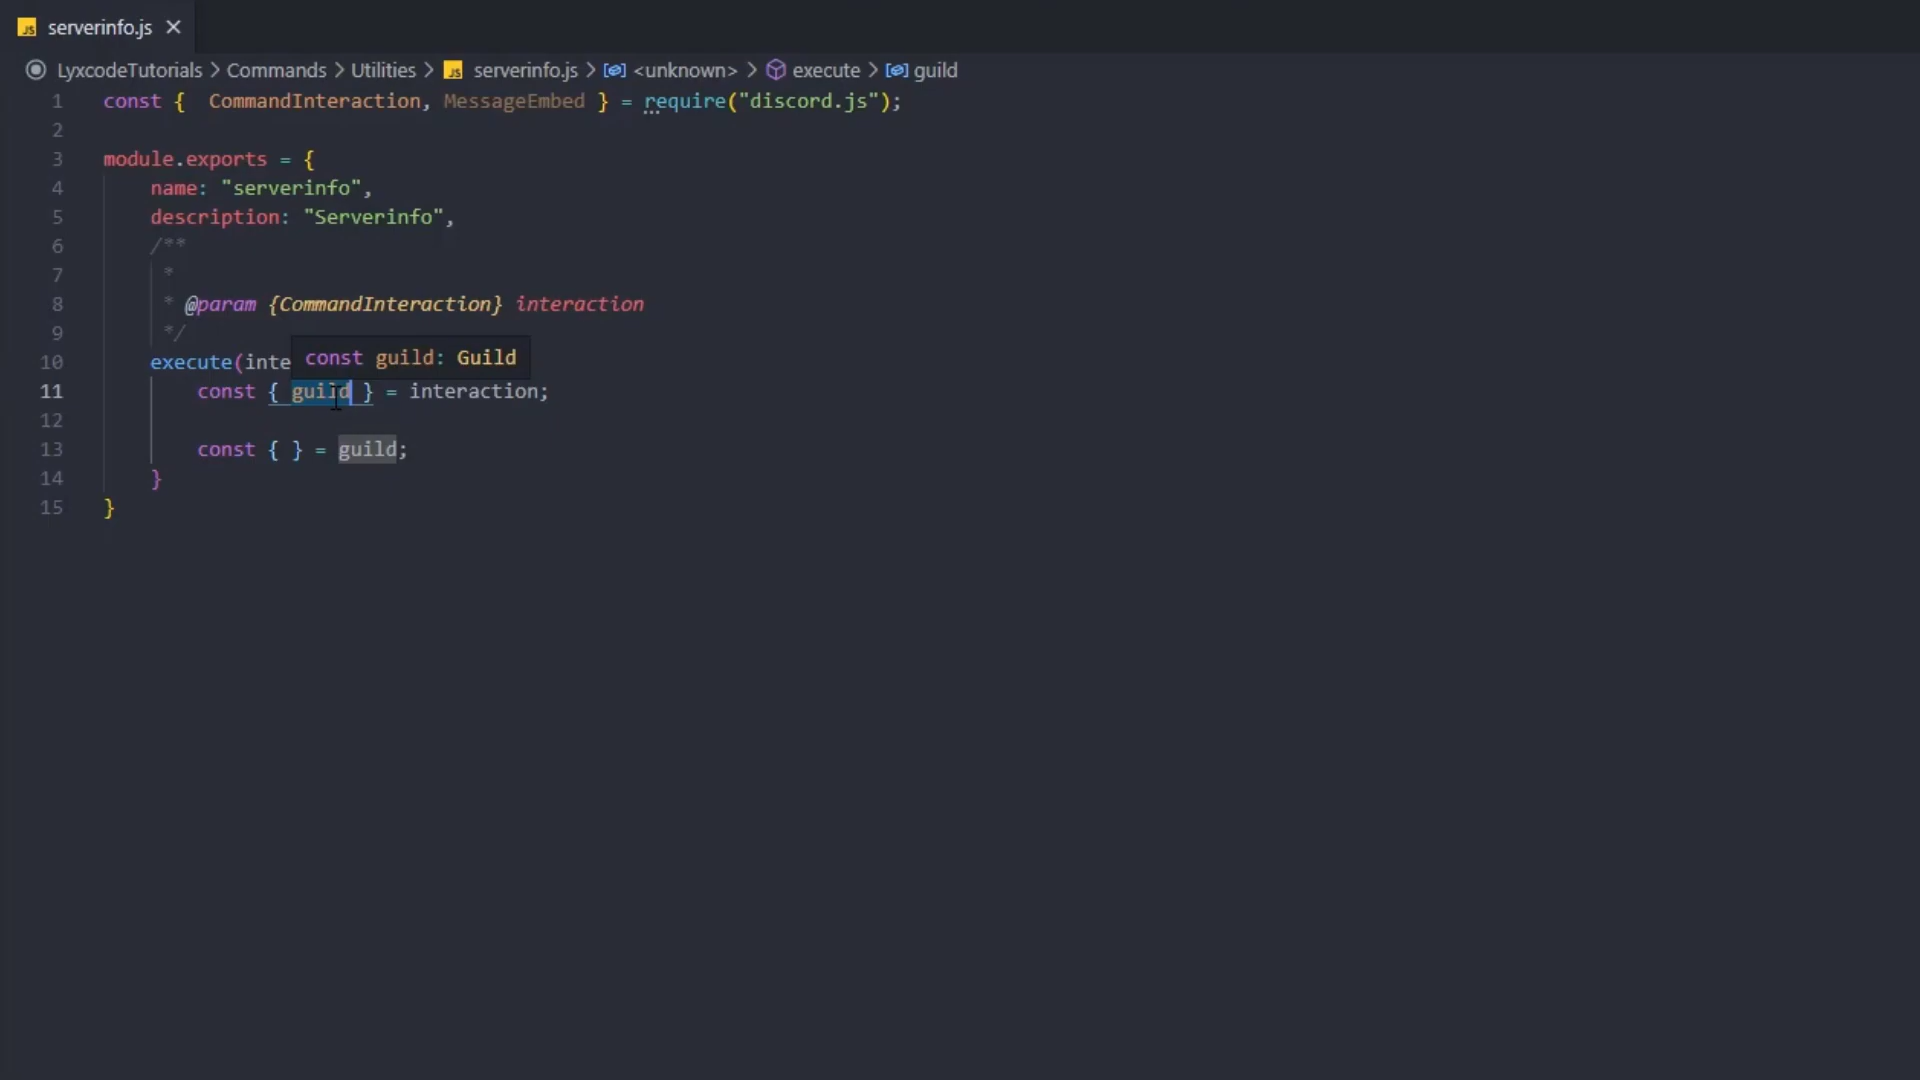 JS serverinfo.js
LyxcodeTutorials > Commands > Utilities > JS serverinfo.js > <unknown> > execute > guild
1 const {  CommandInteraction, MessageEmbed } = require("discord.js");
2
3 module.exports = {
4 name: "serverinfo",
5 description: "Serverinfo",
6 /**
7 *
8 * @param {CommandInteraction} interaction
9 */
const guild: Guild
10 execute(inte
11 const { guild } = interaction;
12
13 const { } = guild;
14 }
15 }